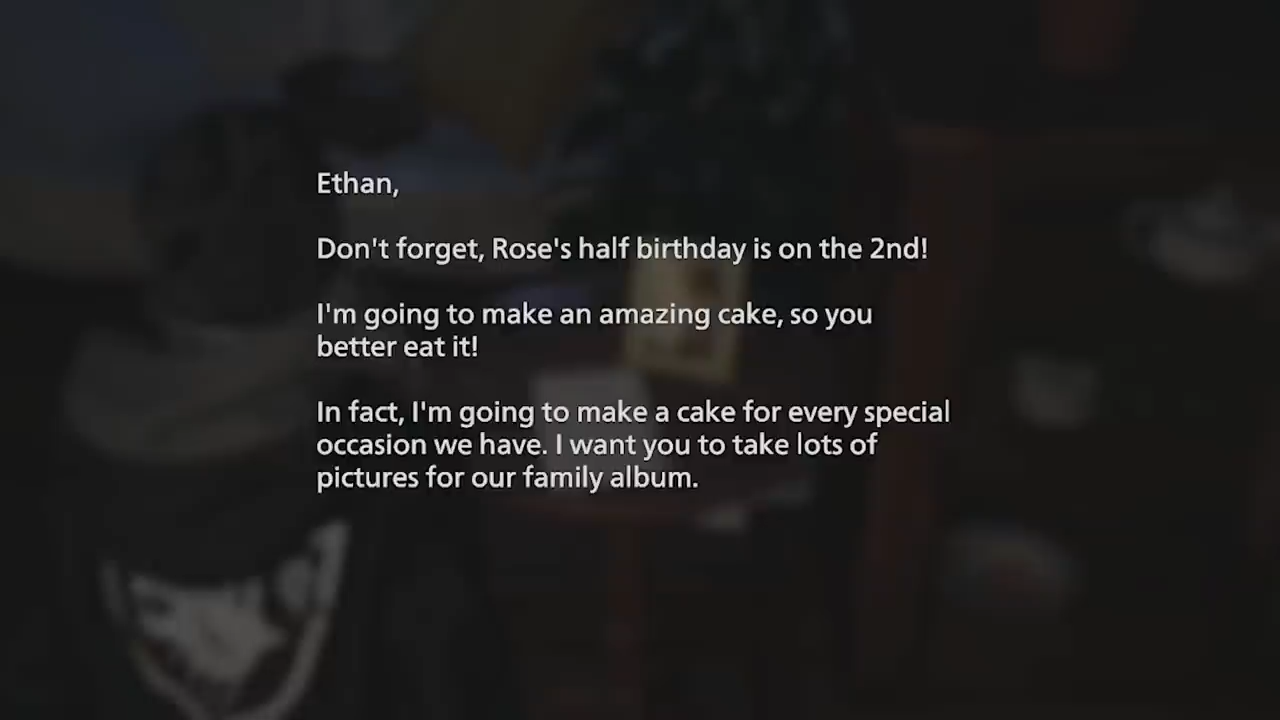 Ethan,
Don't forget, Rose's half birthday is on the 2nd!
I'm going to make an amazing cake, so you
better eat it!
In fact, I'm going to make a cake for every special
occasion we have. I want you to take lots of
pictures for our family album.